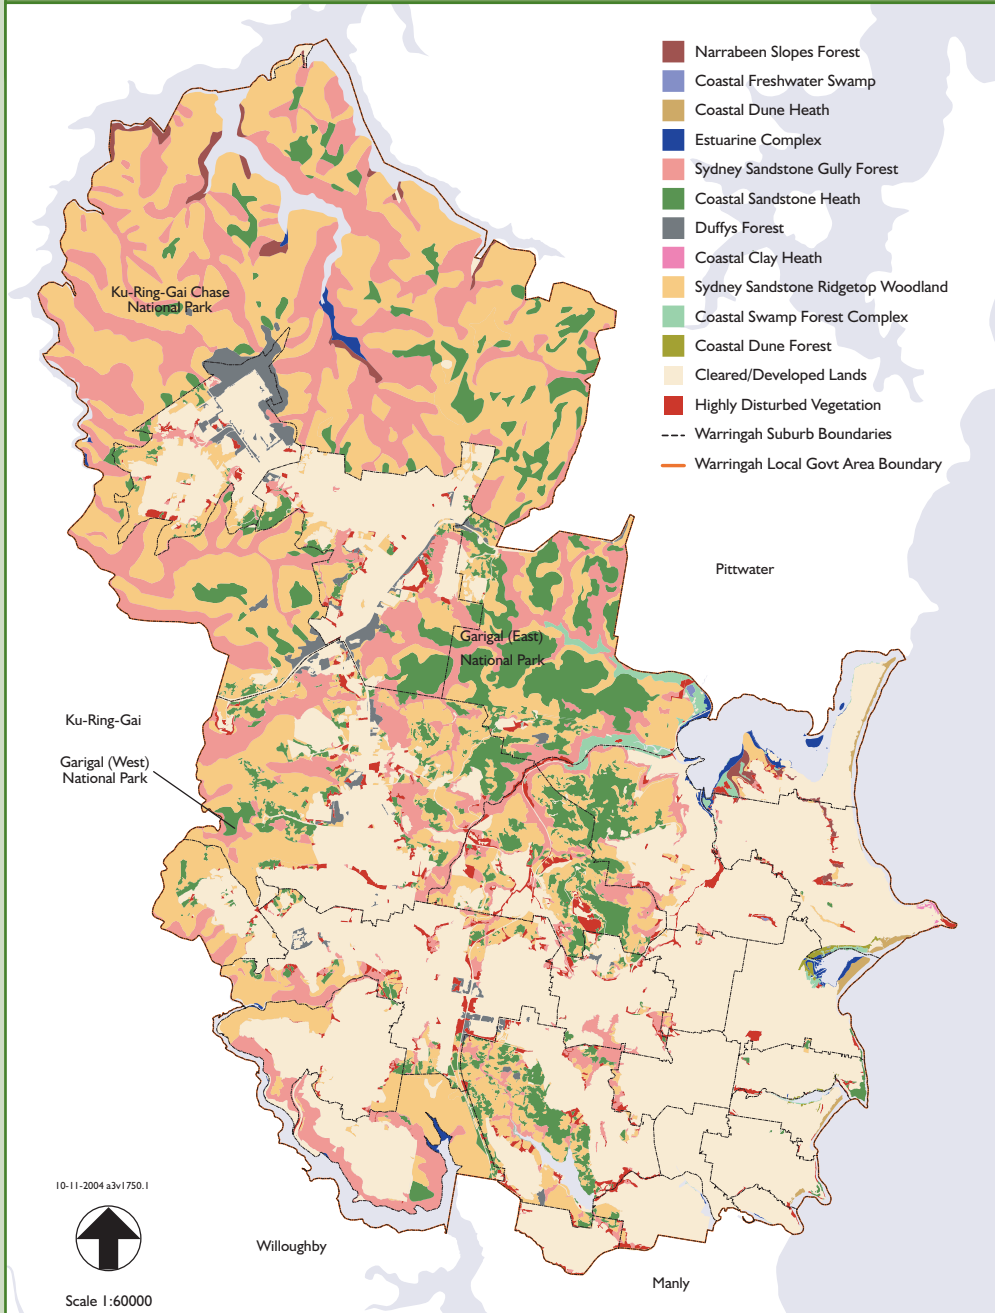 Narrabeen Slopes Forest
Coastal Freshwater Swamp
Coastal Dune Heath
Estuarine Complex
Sydney Sandstone Gully Forest
Coastal Sandstone Heath
Duffys Forest
Coastal Clay Heath
Sydney Sandstone Ridgetop Woodland
Coastal Swamp Forest Complex
Coastal Dune Forest
Cleared/Developed Lands
Highly Disturbed Vegetation
Warringah Suburb Boundaries
Warringah Local Govt Area Boundary
Ku-Ring-Gai Chase
National Park
Pittwater
Garigal (East)
National Park
Ku-Ring-Gai
Garigal (West)
National Park
10-11-2004 a3v1750.1
Willoughby
Manly
Scale 1:60000